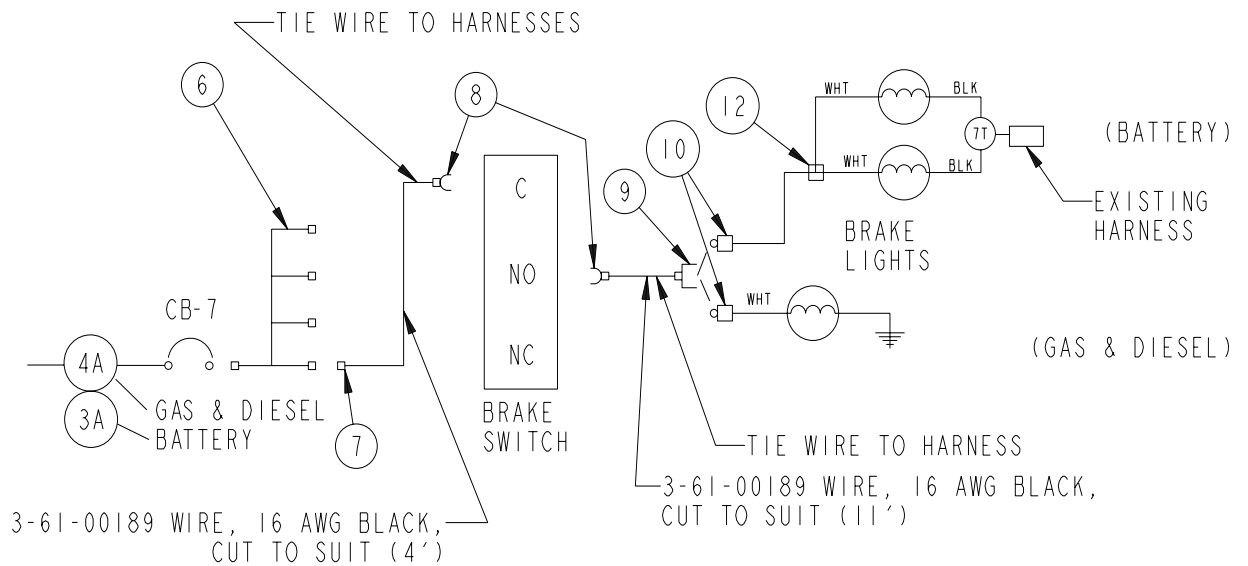 TIE WIRE TO HARNESSES
6
8
12
WHT
BLK
7T
(BATTERY)
10
WHT
BLK
9
C
EXISTING
HARNESS
BRAKE
LIGHTS
NO
CB-7
WHT
NC
(GAS & DIESEL)
4A
GAS & DIESEL
3A
BATTERY
7
BRAKE
SWITCH
TIE WIRE TO HARNESS
3-61-00189 WIRE, 16 AWG BLACK,
CUT TO SUIT (11')
3-61-00189 WIRE, 16 AWG BLACK,
CUT TO SUIT (4')